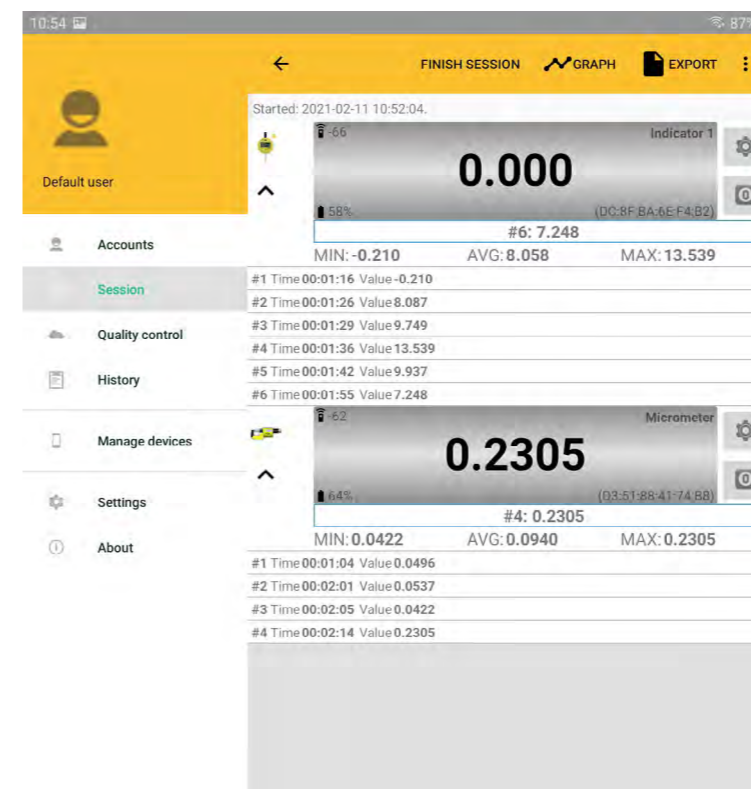 10:54 87%
FINISH SESSION GRAPH EXPORT
Started: 2021-02-11 10:52:04.
Default user
Accounts
Session
Quality control
History
Manage devices
Settings
About
-66 Indicator 1
0.000
58% (DC:8F:BA:6E:F4:B2)
#6: 7.248
MIN: -0.210 AVG: 8.058 MAX: 13.539
#1 Time 00:01:16 Value -0.210
#2 Time 00:01:26 Value 8.087
#3 Time 00:01:29 Value 9.749
#4 Time 00:01:36 Value 13.539
#5 Time 00:01:42 Value 9.937
#6 Time 00:01:55 Value 7.248
-62 Micrometer
0.2305
64% (D3:51:88:41:74:B8)
#4: 0.2305
MIN: 0.0422 AVG: 0.0940 MAX: 0.2305
#1 Time 00:01:04 Value 0.0496
#2 Time 00:02:01 Value 0.0537
#3 Time 00:02:05 Value 0.0422
#4 Time 00:02:14 Value 0.2305